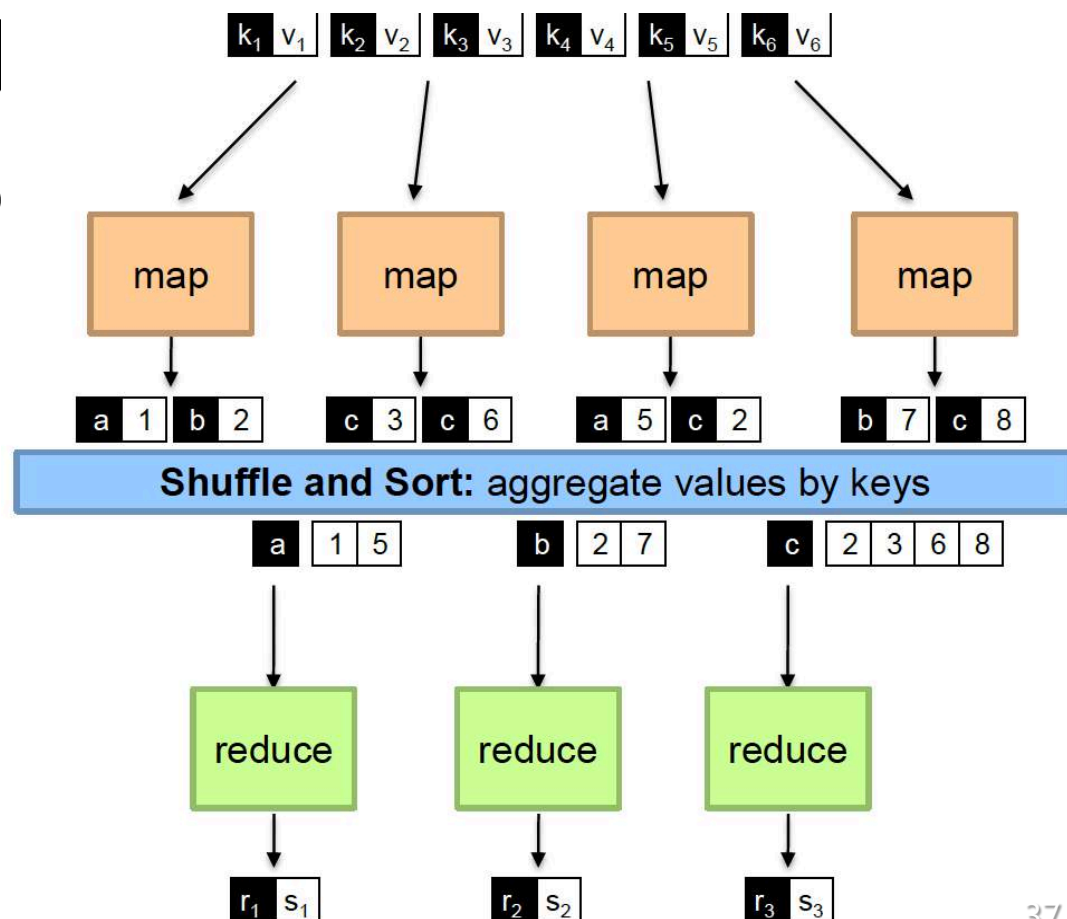 k₁ v₁ k₂ v₂ k₃ v₃ k₄ v₄ k₅ v₅ k₆ v₆
map map map map
a 1 b 2 c 3 c 6 a 5 c 2 b 7 c 8
Shuffle and Sort: aggregate values by keys
a 1 5 b 2 7 c 2 3 6 8
reduce reduce reduce
r₁ s₁ r₂ s₂ r₃ s₃
37